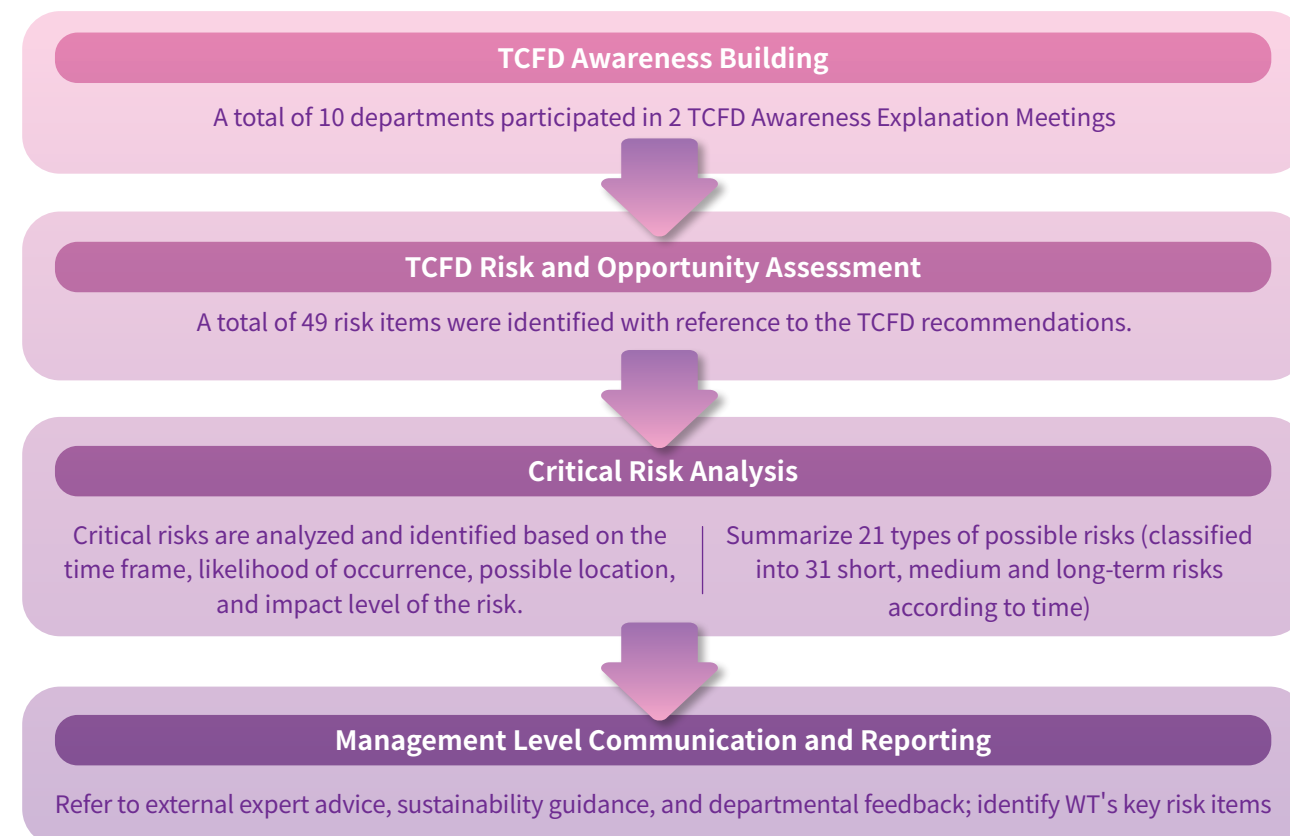 TCFD Awareness Building
A total of 10 departments participated in 2 TCFD Awareness Explanation Meetings
TCFD Risk and Opportunity Assessment
A total of 49 risk items were identified with reference to the TCFD recommendations.
Critical Risk Analysis
Critical risks are analyzed and identified based on the
time frame, likelihood of occurrence, possible location,
and impact level of the risk.
Summarize 21 types of possible risks (classified
into 31 short, medium and long-term risks
according to time)
Management Level Communication and Reporting
Refer to external expert advice, sustainability guidance, and departmental feedback; identify WT's key risk items